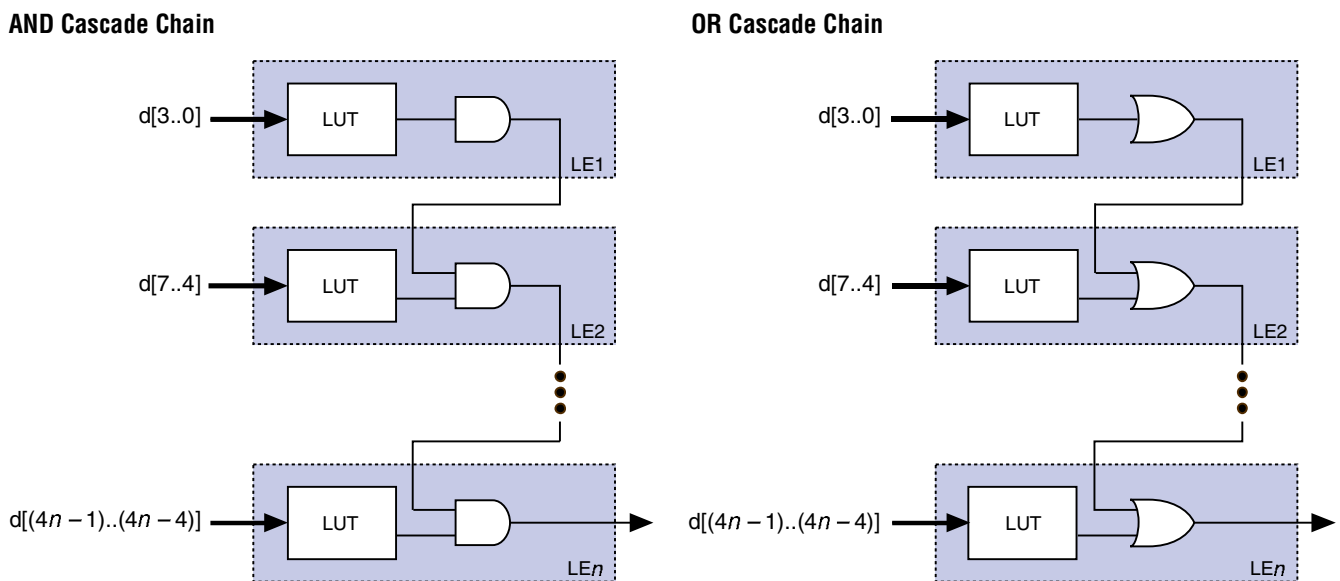 AND Cascade Chain
d[3..0]
LUT
LE1
d[7..4]
LUT
LE2
d[(4n – 1)..(4n – 4)]
LUT
LEn
OR Cascade Chain
d[3..0]
LUT
LE1
d[7..4]
LUT
LE2
d[(4n – 1)..(4n – 4)]
LUT
LEn